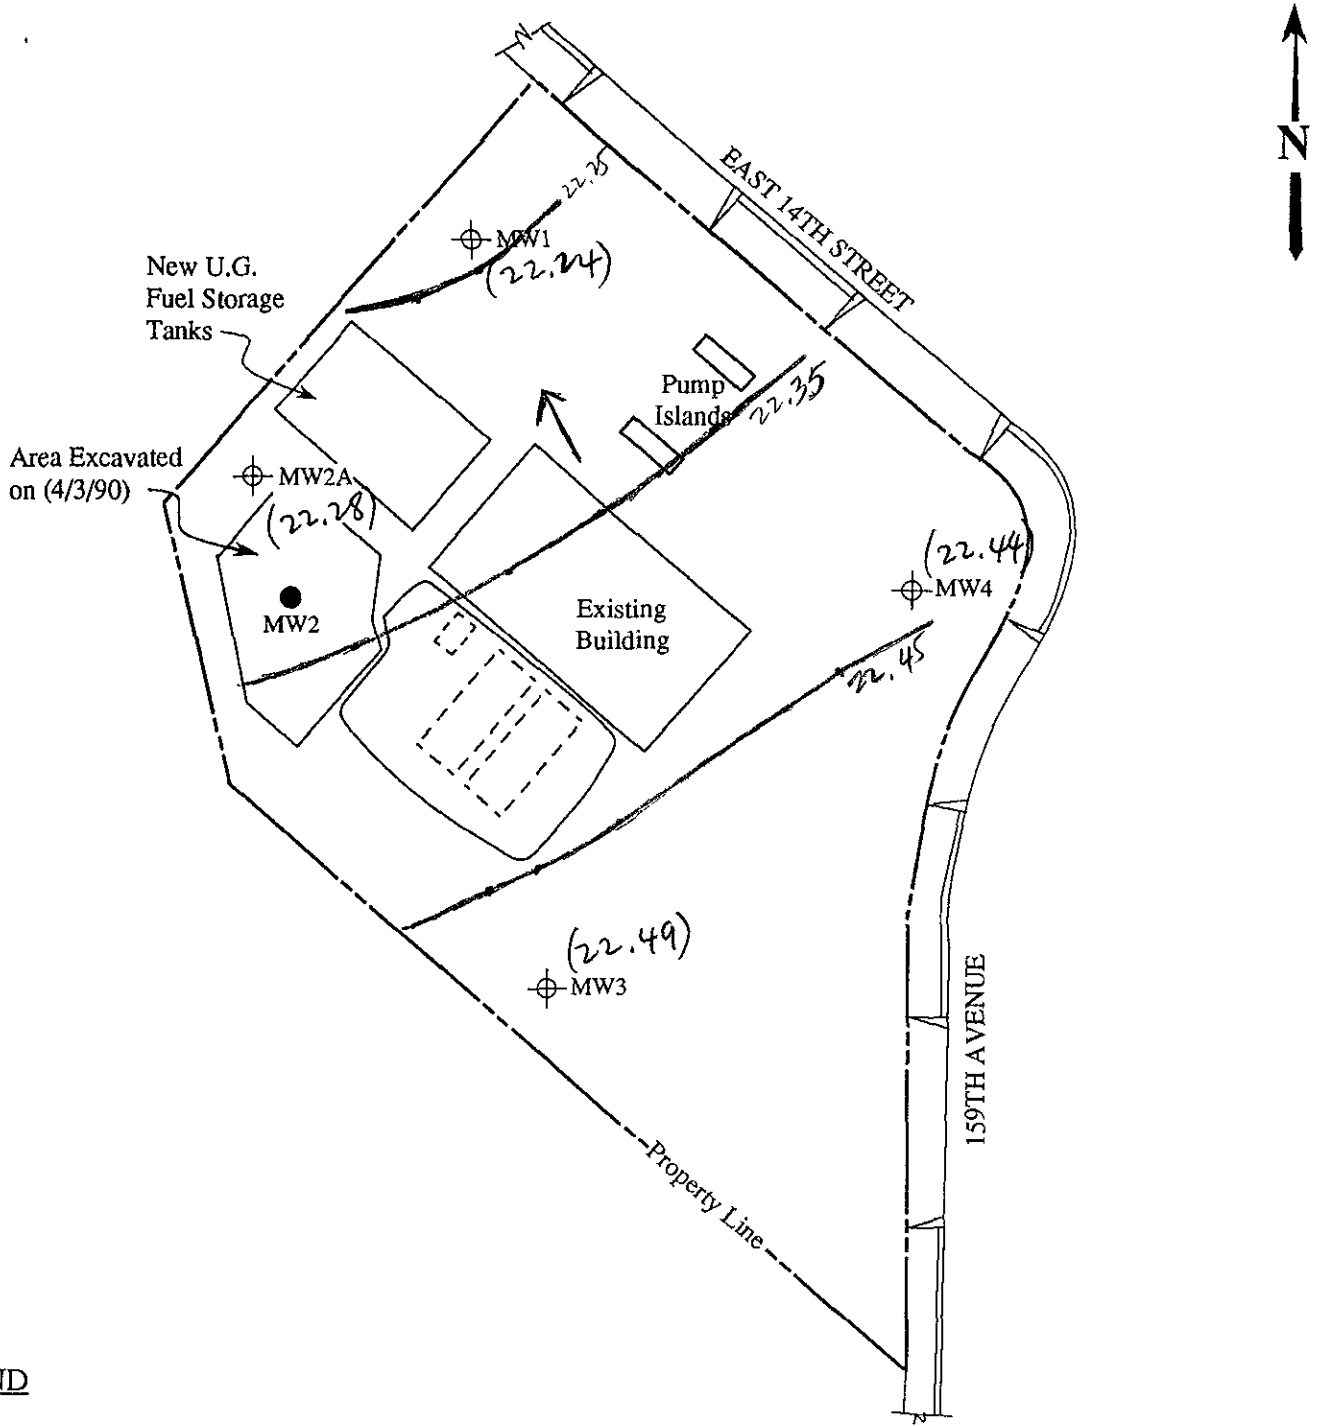 N
EAST 14TH STREET
22.25
MW1
(22.24)
New U.G.
Fuel Storage
Tanks
Pump
Islands
22.35
Area Excavated
on (4/3/90)
MW2A
(22.28)
(22.44)
MW4
MW2
Existing
Building
22.45
(22.49)
MW3
159TH AVENUE
Property Line
ND